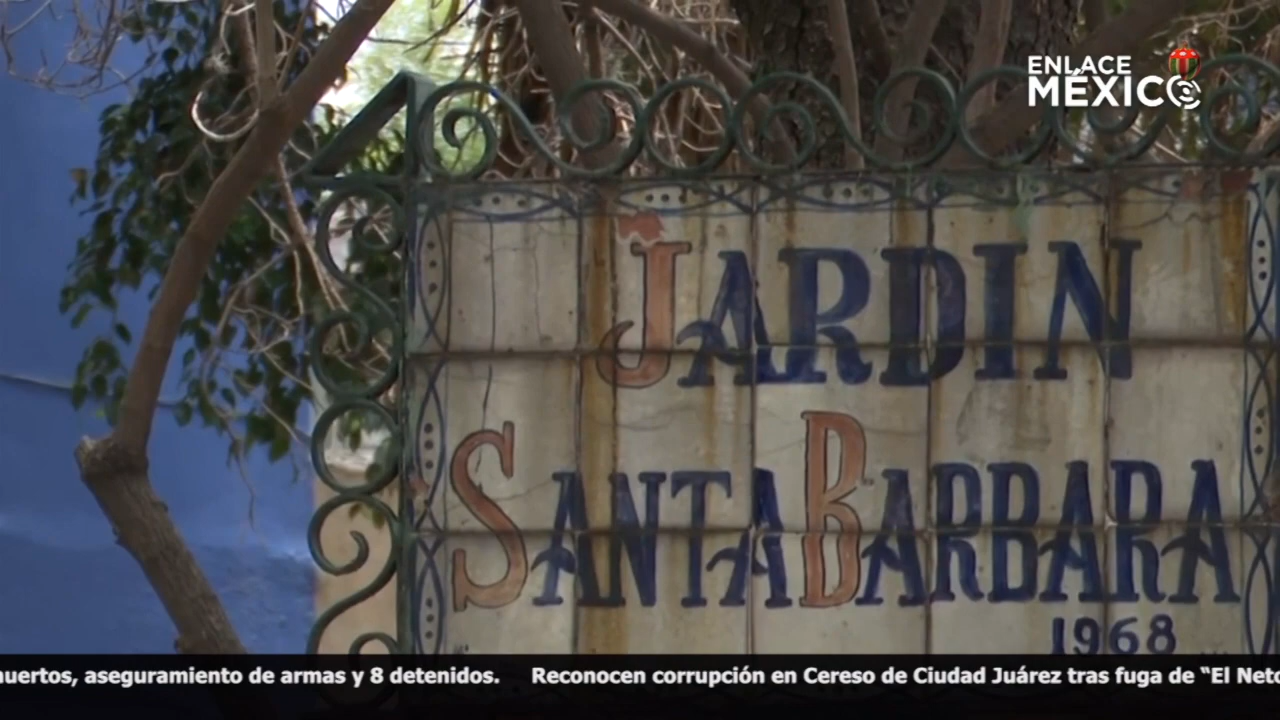 ENLACE
MÉXICO
JARDIN
SANTA BARBARA
1968
muertos, aseguramiento de armas y 8 detenidos. Reconocen corrupción en Cereso de Ciudad Juárez tras fuga de “El Neto